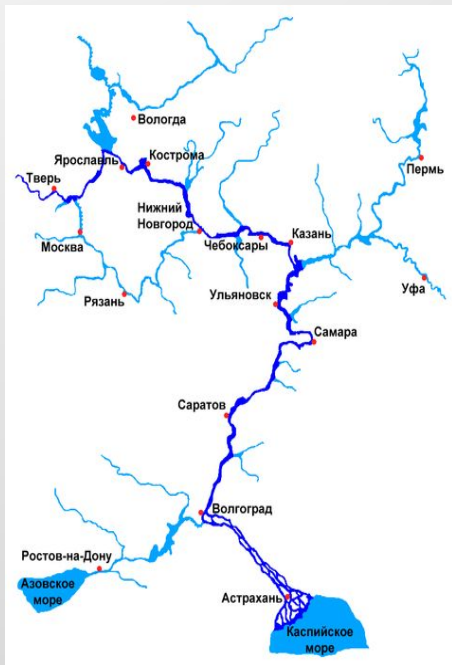 Вологда
Кострома
Ярославль
Тверь
Пермь
Нижний
Новгород
Москва
Чебоксары
Казань
Рязань
Ульяновск
Уфа
Самара
Саратов
Волгоград
Ростов-на-Дону
Азовское
море
Астрахань
Каспийское
море